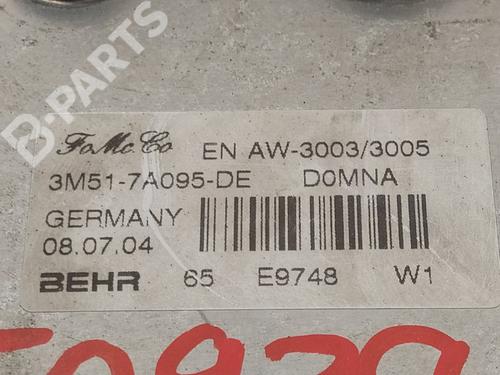 B-PARTS
FoMoCo EN AW-3003/3005
3M51-7A095-DE D0MNA
GERMANY
08.07.04
BEHR 65 E9748 W1